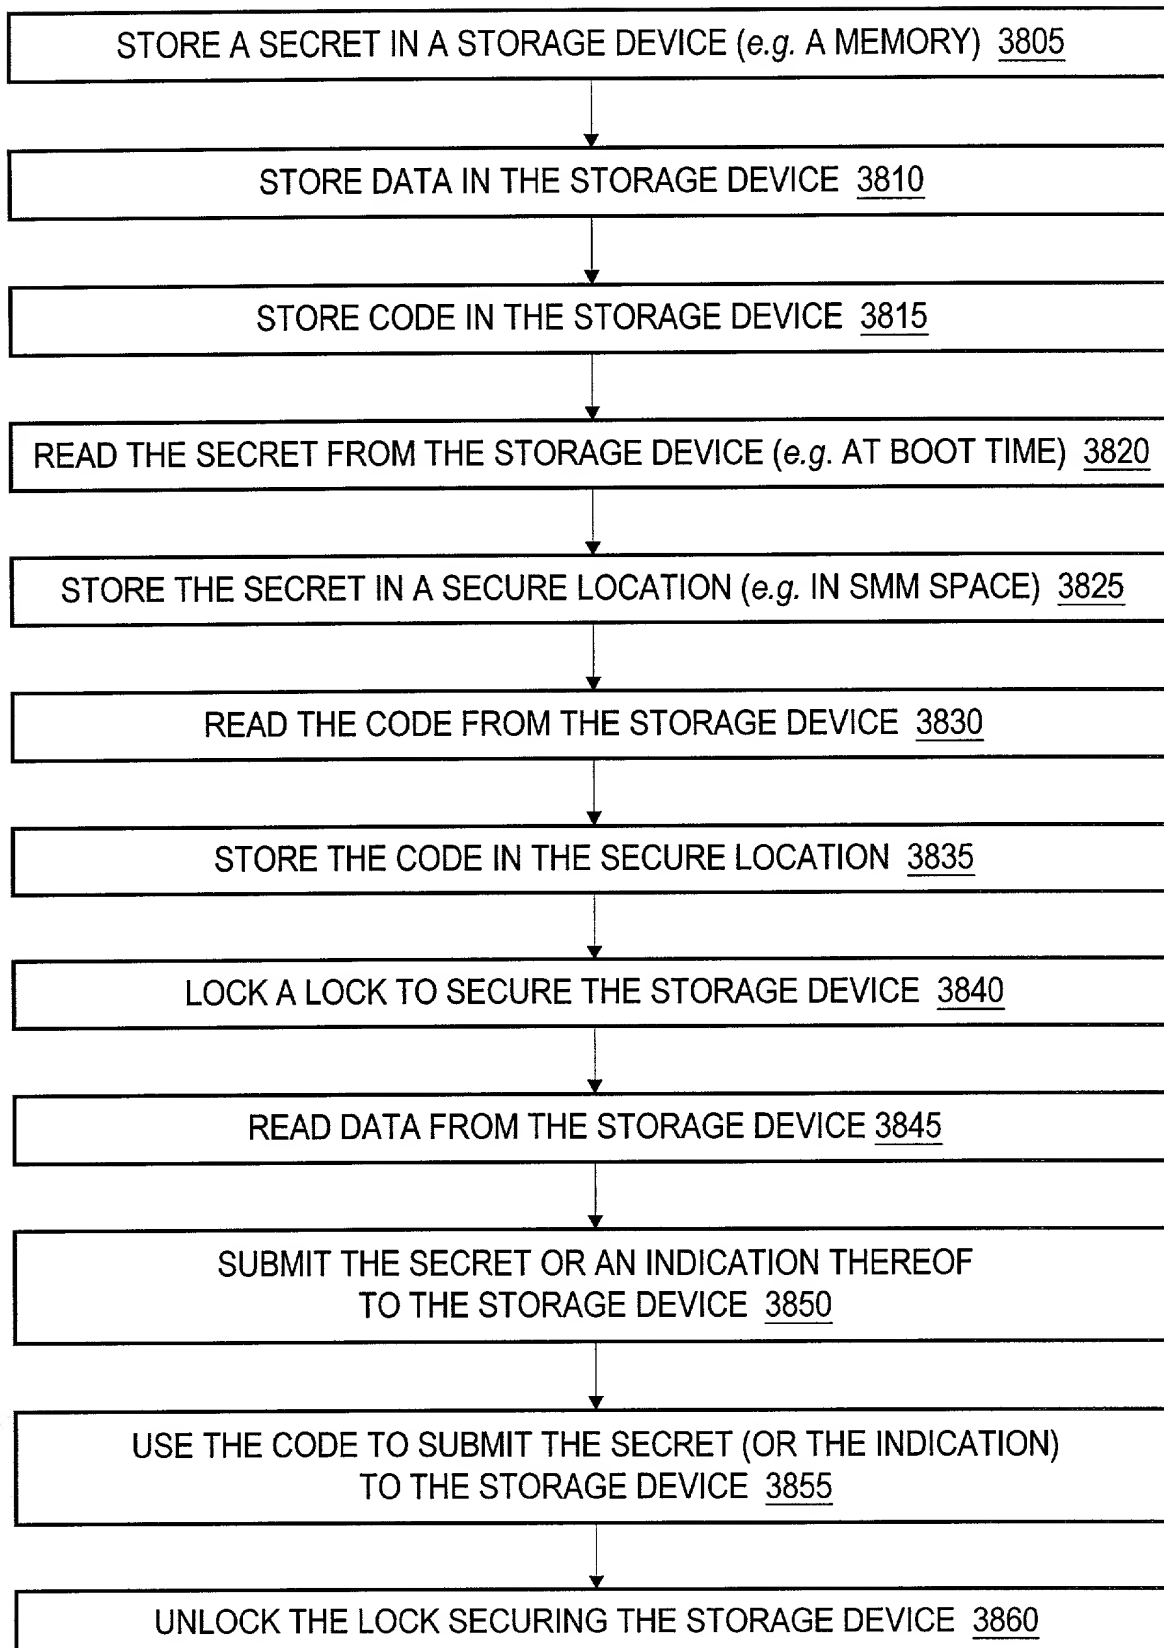 STORE A SECRET IN A STORAGE DEVICE (e.g. A MEMORY) 3805
STORE DATA IN THE STORAGE DEVICE 3810
STORE CODE IN THE STORAGE DEVICE 3815
READ THE SECRET FROM THE STORAGE DEVICE (e.g. AT BOOT TIME) 3820
STORE THE SECRET IN A SECURE LOCATION (e.g. IN SMM SPACE) 3825
READ THE CODE FROM THE STORAGE DEVICE 3830
STORE THE CODE IN THE SECURE LOCATION 3835
LOCK A LOCK TO SECURE THE STORAGE DEVICE 3840
READ DATA FROM THE STORAGE DEVICE 3845
SUBMIT THE SECRET OR AN INDICATION THEREOF
TO THE STORAGE DEVICE 3850
USE THE CODE TO SUBMIT THE SECRET (OR THE INDICATION)
TO THE STORAGE DEVICE 3855
UNLOCK THE LOCK SECURING THE STORAGE DEVICE 3860